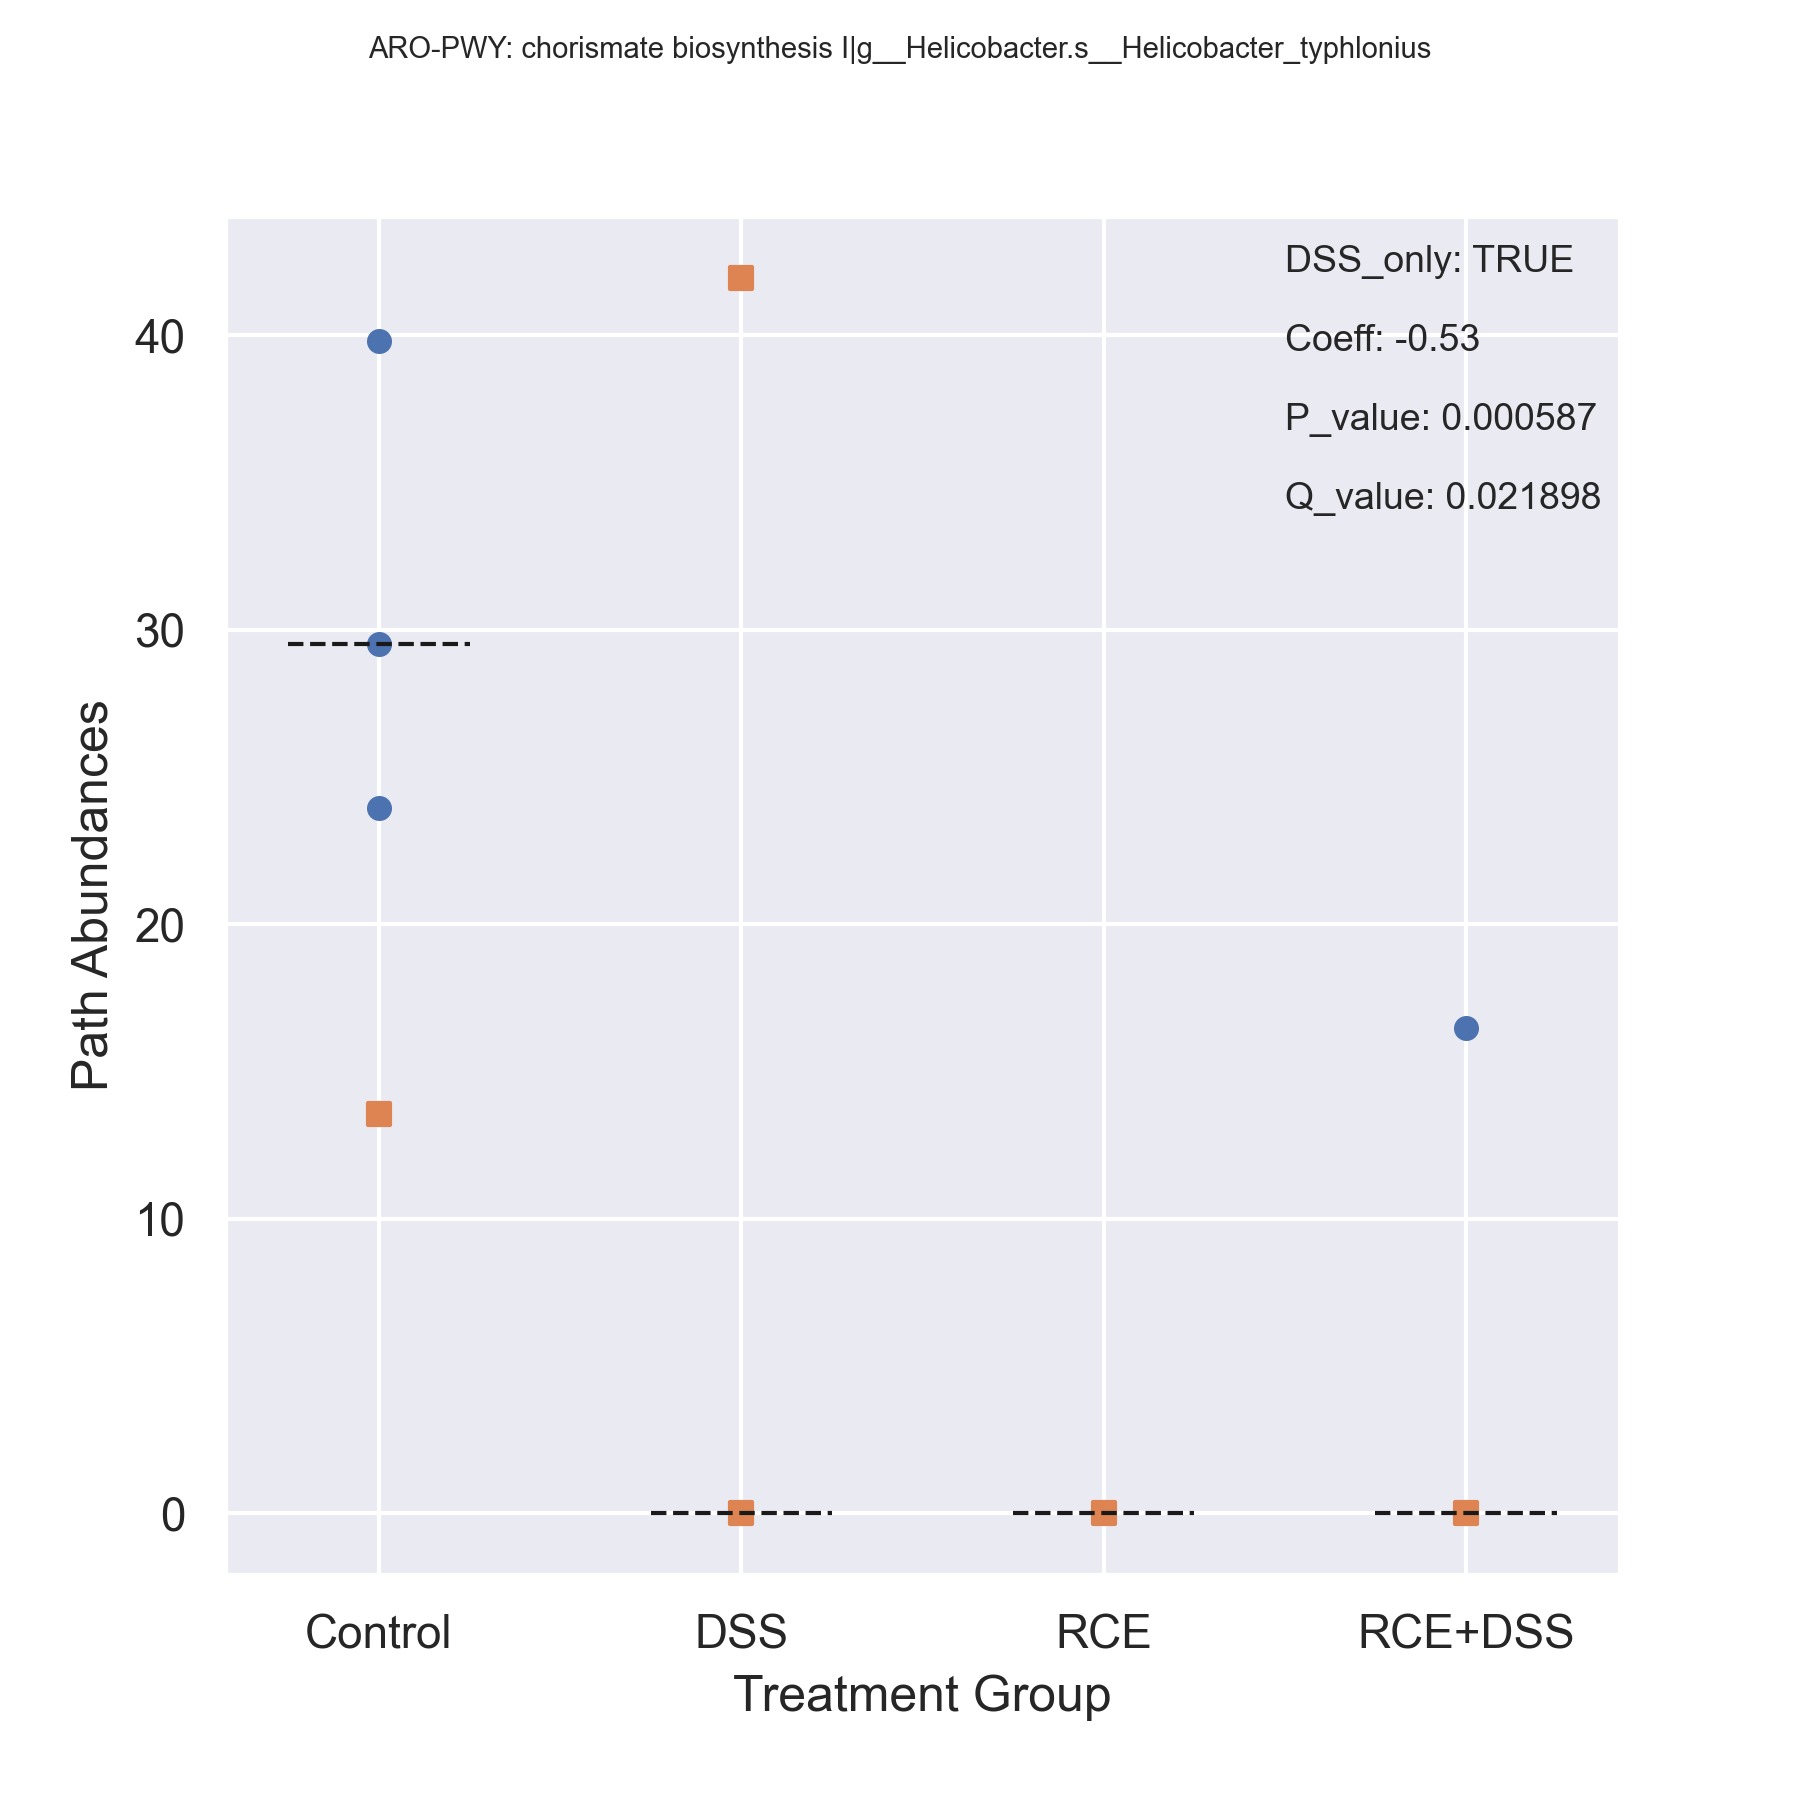 ARO-PWY: chorismate biosynthesis I|g__Helicobacter.s__Helicobacter_typhlonius
DSS_only: TRUE
Coeff: -0.53
P_value: 0.000587
Q_value: 0.021898
40
30
20
10
0
Path Abundances
Control DSS RCE RCE+DSS
Treatment Group